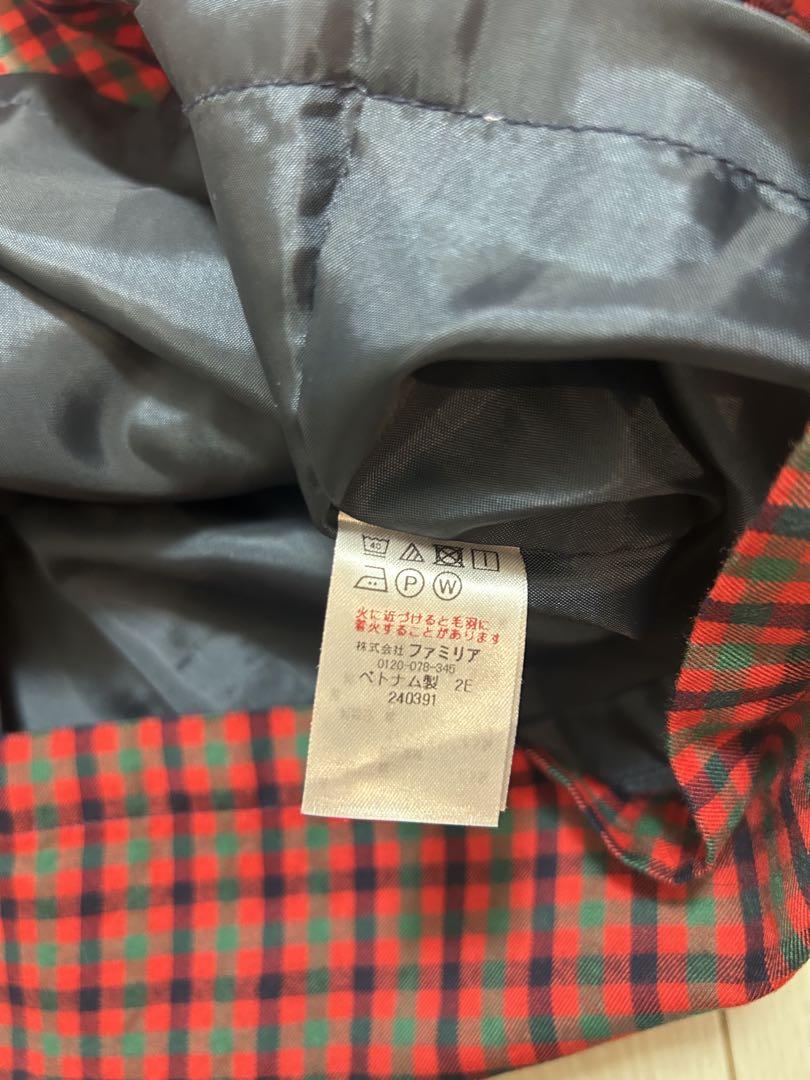 40
P W
火に近づけると毛羽に
着火することがあります
株式会社 ファミリア
0120-078-345
ベトナム製 2E
240391